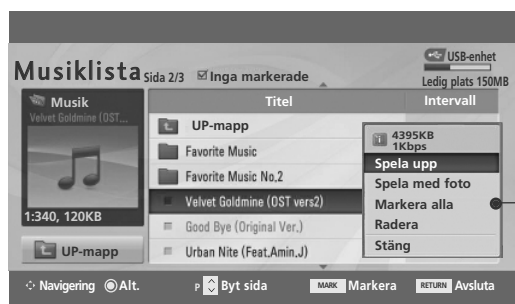 USB-enhet
Musiklista Sida 2/3 Inga markerade
Ledig plats 150MB
Musik
Velvet Goldmine (OST...
1:340, 120KB
UP-mapp
Titel
Intervall
UP-mapp
Favorite Music
Favorite Music No.2
Velvet Goldmine (OST vers2)
Good Bye (Original Ver.)
Urban Nite (Feat.Amin.J)
4395KB
1Kbps
Spela upp
Spela med foto
Markera alla
Radera
Stäng
Navigering Alt. P Byt sida MARK Markera RETURN Avsluta